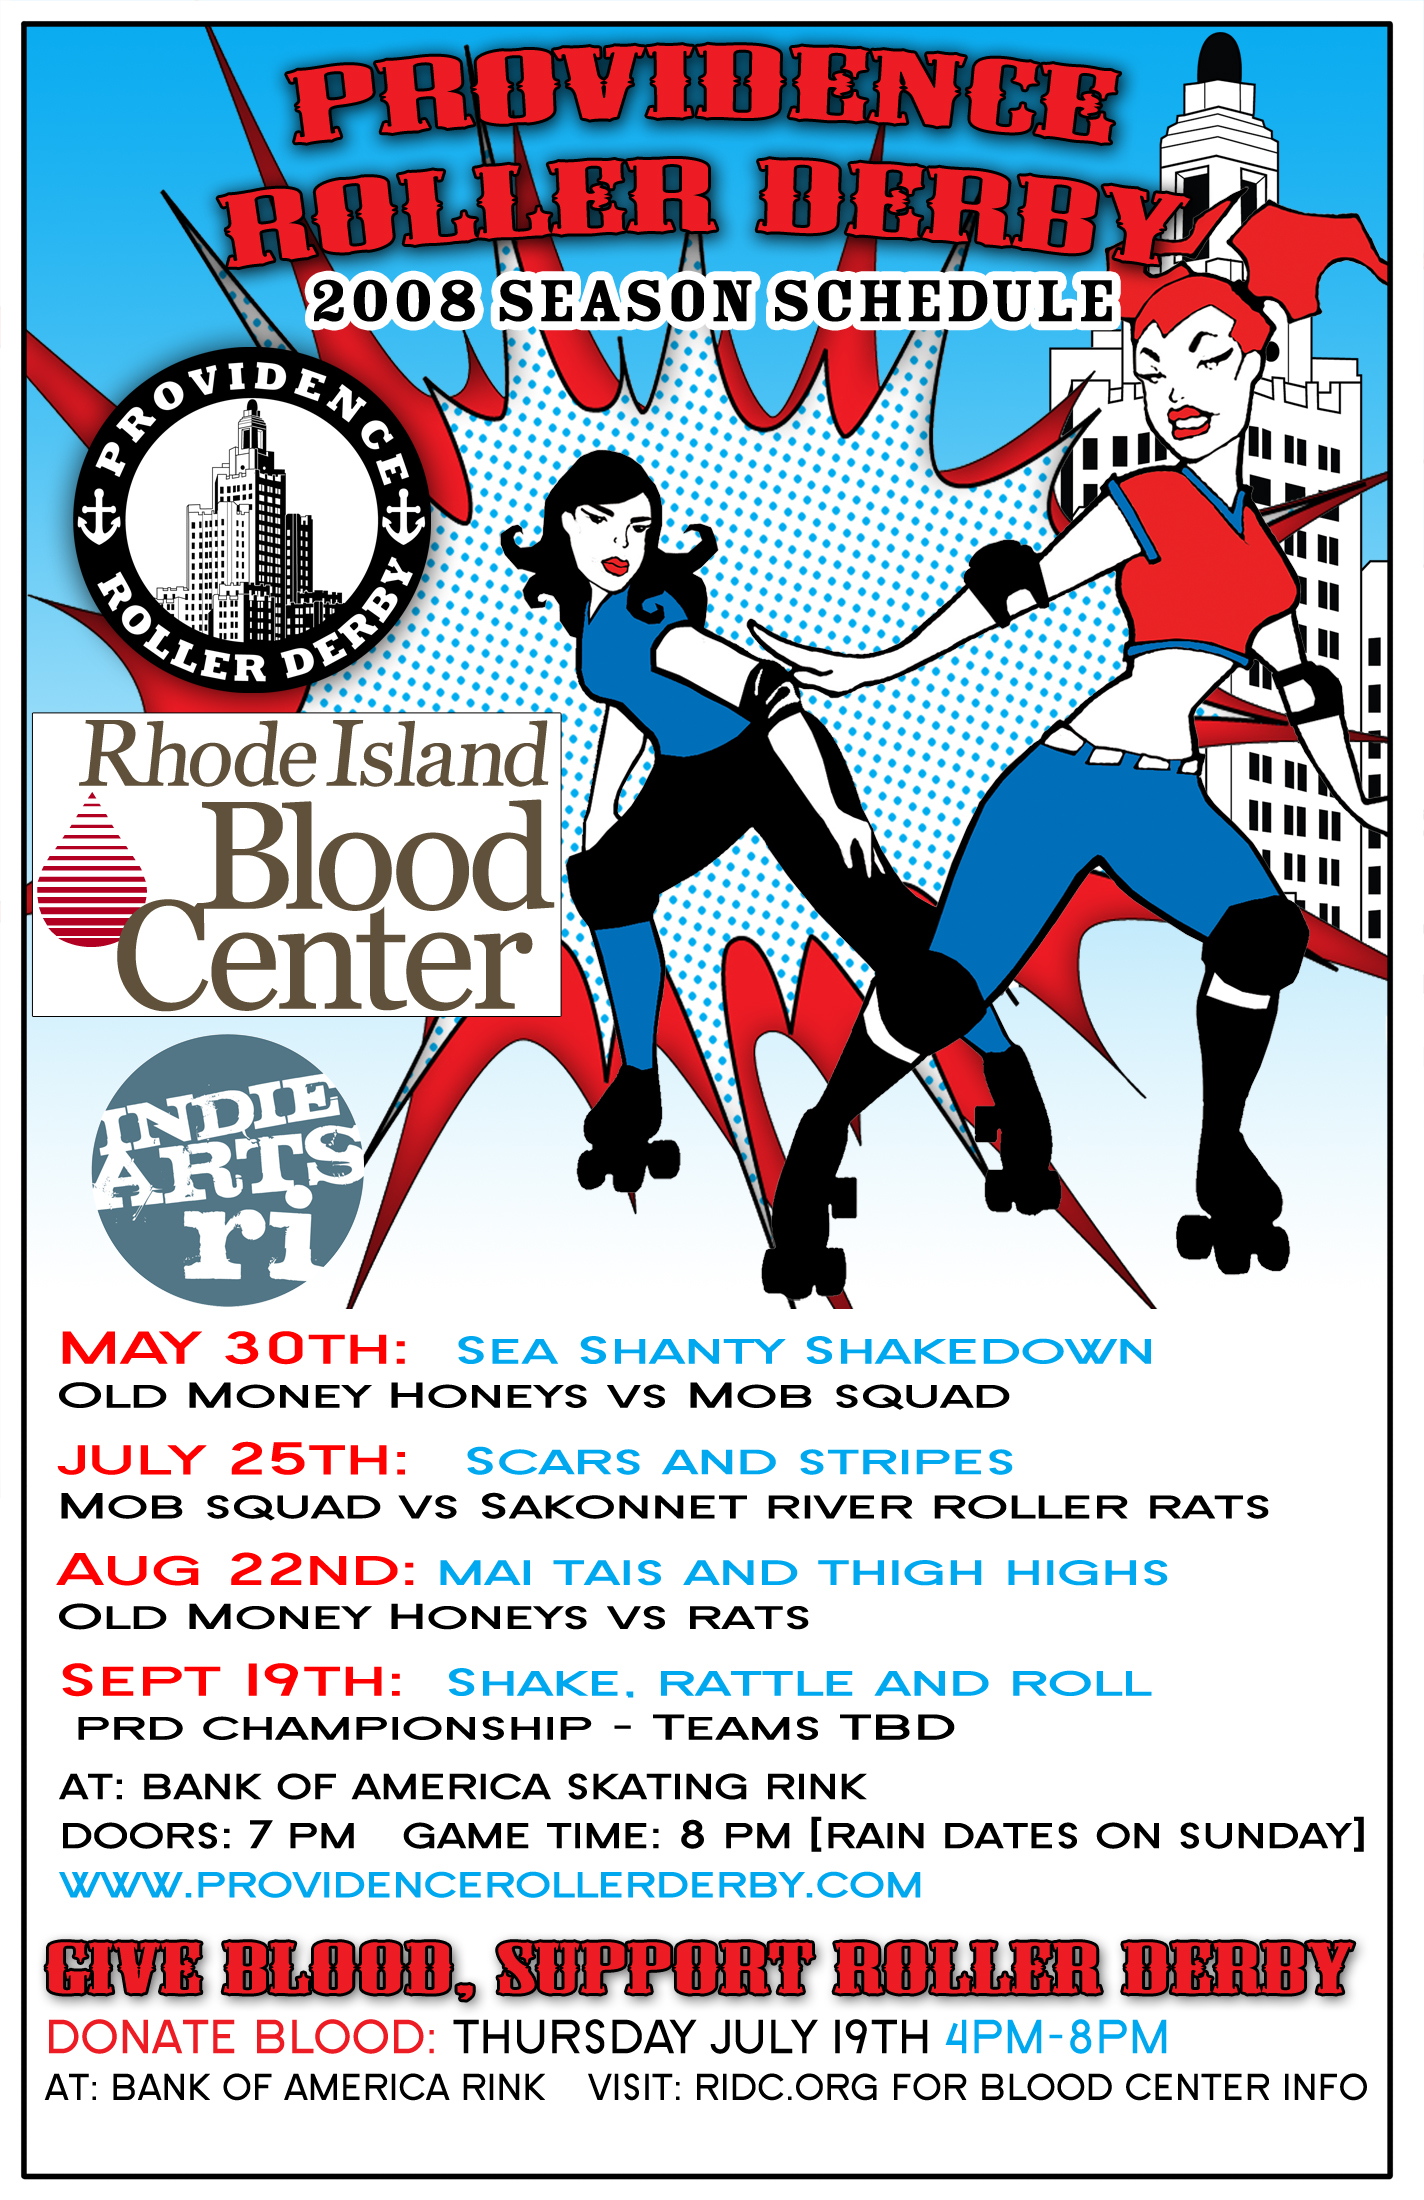 PROVIDENCE
ROLLER DERBY
2008 SEASON SCHEDULE
PROVIDENCE
ROLLER DERBY
Rhode Island
Blood
Center
INDIE
ARTS
ri
MAY 30TH: SEA SHANTY SHAKEDOWN
OLD MONEY HONEYS VS MOB SQUAD
JULY 25TH: SCARS AND STRIPES
MOB SQUAD VS SAKONNET RIVER ROLLER RATS
AUG 22ND: MAI TAIS AND THIGH HIGHS
OLD MONEY HONEYS VS RATS
SEPT 19TH: SHAKE, RATTLE AND ROLL
PRD CHAMPIONSHIP - TEAMS TBD
AT: BANK OF AMERICA SKATING RINK
DOORS: 7 PM GAME TIME: 8 PM [RAIN DATES ON SUNDAY]
WWW.PROVIDENCEROLLERDERBY.COM
GIVE BLOOD, SUPPORT ROLLER DERBY
DONATE BLOOD: THURSDAY JULY 19TH 4PM-8PM
AT: BANK OF AMERICA RINK VISIT: RIDC.ORG FOR BLOOD CENTER INFO